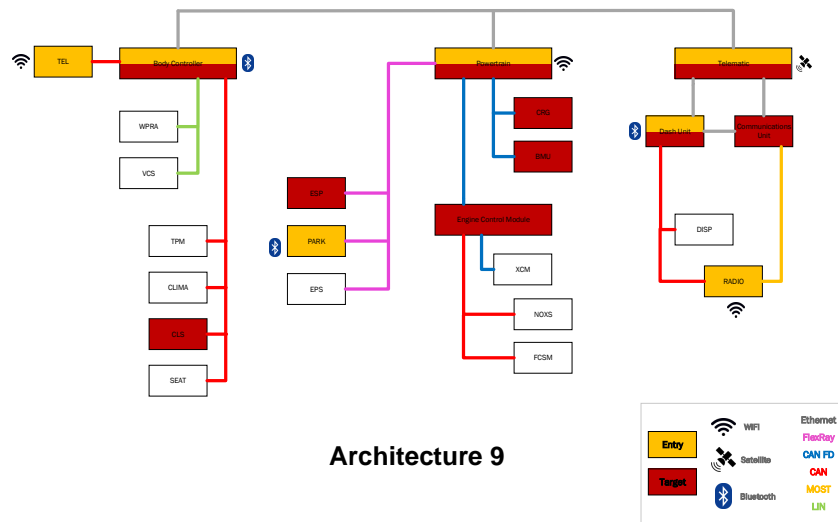 TEL
Body Controller
Powertrain
Telematic
WPRA
VCS
CRG
BMU
Dash Unit
Communications
Unit
ESP
PARK
EPS
Engine Control Module
TPM
CLIMA
CLS
SEAT
XCM
NOXS
FCSM
DISP
RADIO
Architecture 9
Entry
Target
WiFi
Satellite
Bluetooth
Ethernet
FlexRay
CAN FD
CAN
MOST
LIN